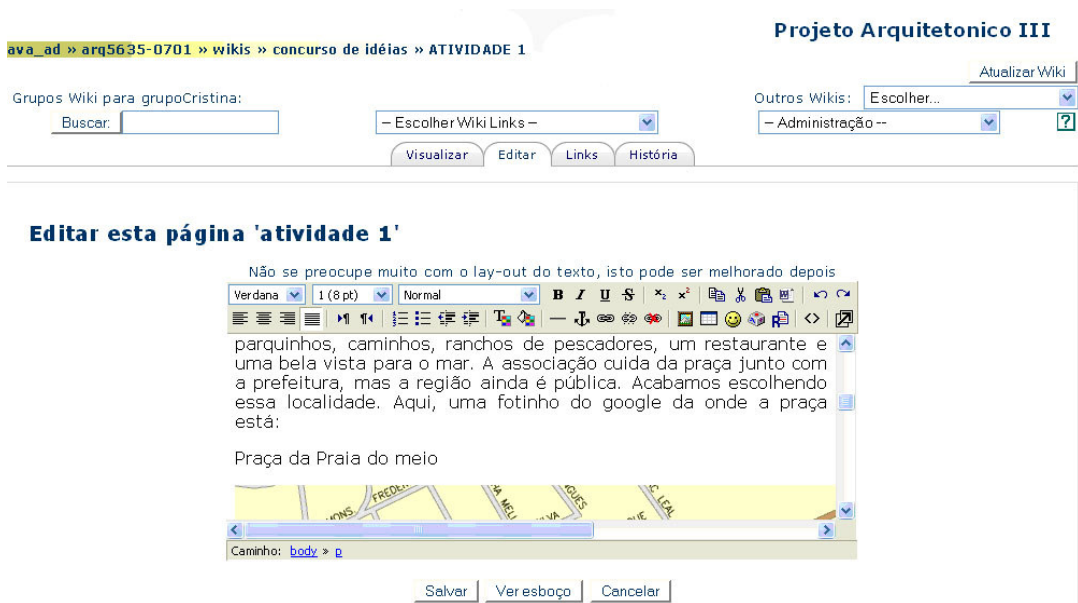 Projeto Arquitetonico III
ava_ad » arq5635-0701 » wikis » concurso de idéias » ATIVIDADE 1
Atualizar Wiki
Grupos Wiki para grupoCristina:
Outros Wikis: Escolher...
Buscar:
-- Escolher Wiki Links --
-- Administração --
?
Visualizar Editar Links História
Editar esta página 'atividade 1'
Não se preocupe muito com o lay-out do texto, isto pode ser melhorado depois
Verdana 1 (8 pt) Normal B I U S x₂ x²
parquinhos, caminhos, ranchos de pescadores, um restaurante e
uma bela vista para o mar. A associação cuida da praça junto com
a prefeitura, mas a região ainda é pública. Acabamos escolhendo
essa localidade. Aqui, uma fotinho do google da onde a praça
está:
Praça da Praia do meio
Caminho: body » p
Salvar Ver esboço Cancelar